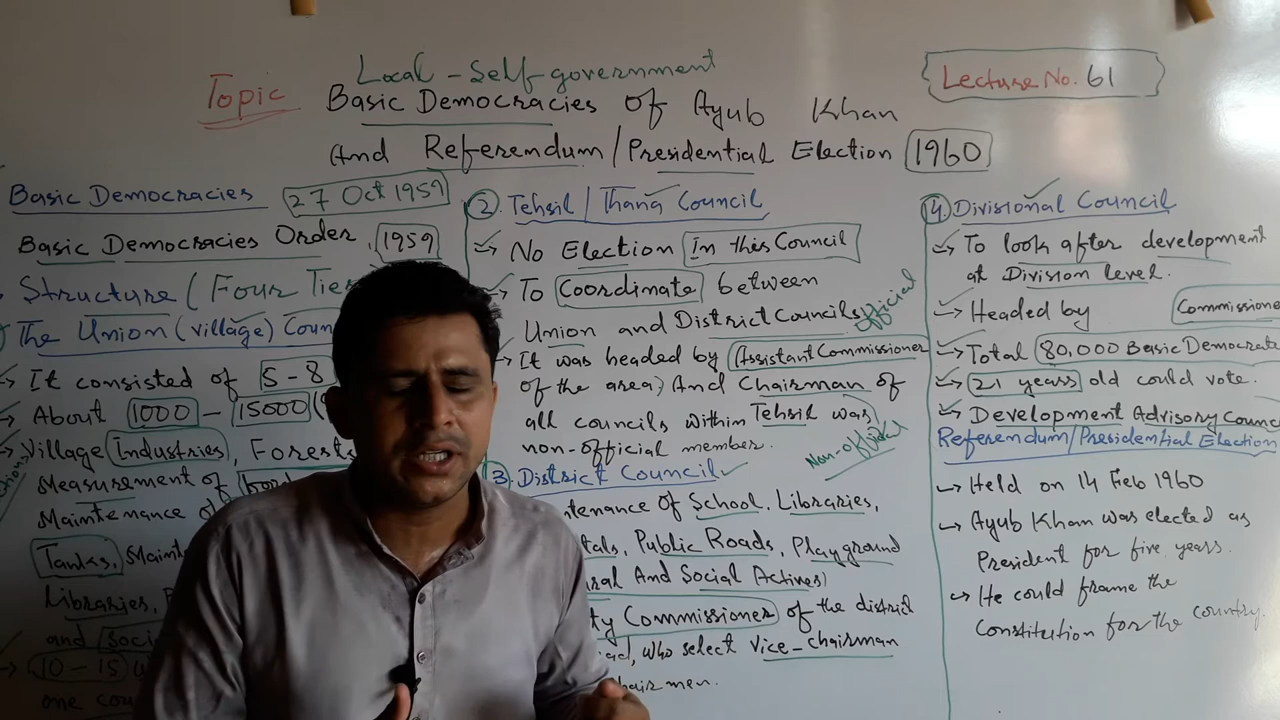 Lecture No. 61
Local-Self-government
Topic Basic Democracies of Ayub Khan
And Referendum/Presidential Election 1960
Basic Democracies 27 Oct 1959
Basic Democracies Order, 1959
Structure (Four Tie
The Union (village) Coun
It consisted of 5-8
About 1000 - 15000
Village Industries, Forests
Measurement of
Maintenance of
Tanks, Maint
Libraries,
and Soci
10-15
one cou
2. Tehsil/Thana Council
No Election In this Council
To Coordinate between
Union and District Councils official
It was headed by Assistant Commissioner
of the area; And Chairman of
all councils within Tehsil was
non-official member. Non-official
3. District Council
tenance of School, Libraries,
tals, Public Roads, Playground
ral And Social Actives)
ty Commissioner of the district
who select vice-chairman
hairmen.
4. Divisional Council
To look after development
at Division level.
Headed by Commissione
Total 80,000 Basic Democrate
21 years old could vote.
Development Advisory Counc
Referendum/Presidential Election
Held on 14 Feb 1960
Ayub Khan was elected as
President for five years.
He could frame the
Constitution for the country.